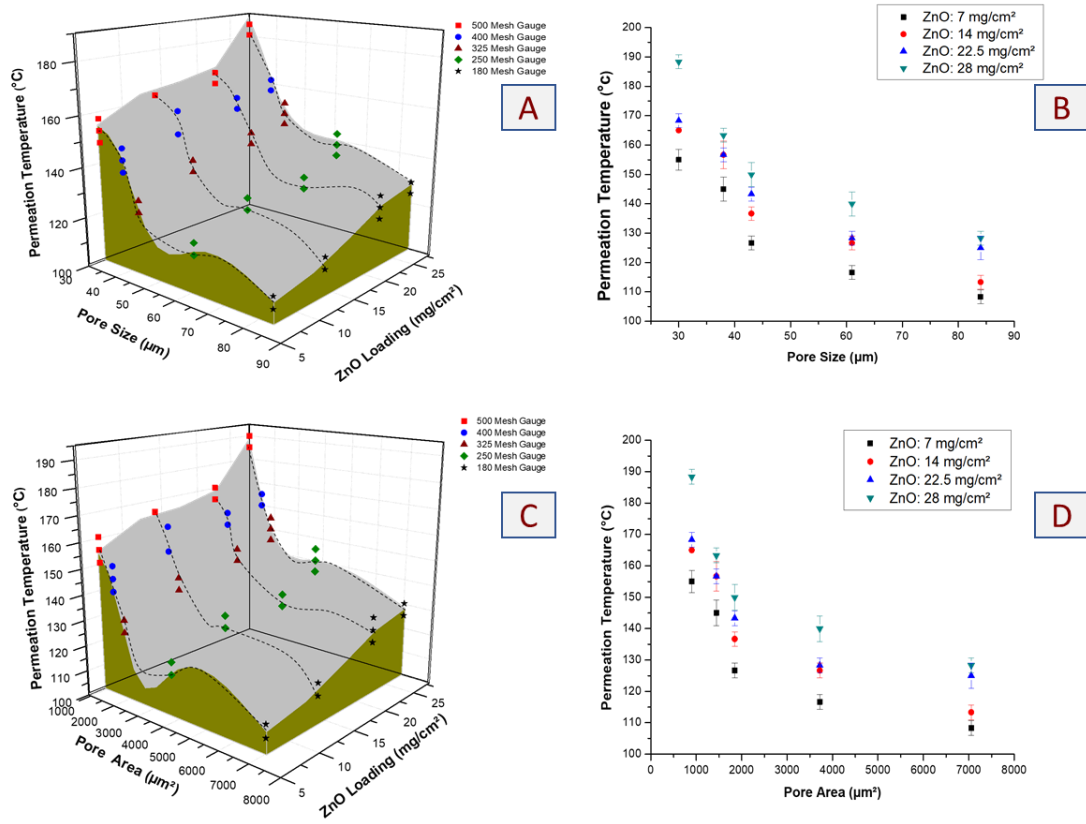 500 Mesh Gauge
400 Mesh Gauge
325 Mesh Gauge
250 Mesh Gauge
180 Mesh Gauge
A
Permeation Temperature (°C)
180
160
140
120
100
30
40
50
60
70
80
90
Pore Size (µm)
5
10
15
20
25
ZnO Loading (mg/cm²)
ZnO: 7 mg/cm²
ZnO: 14 mg/cm²
ZnO: 22.5 mg/cm²
ZnO: 28 mg/cm²
B
Permeation Temperature (°C)
200
190
180
170
160
150
140
130
120
110
100
30
40
50
60
70
80
90
Pore Size (µm)
500 Mesh Gauge
400 Mesh Gauge
325 Mesh Gauge
250 Mesh Gauge
180 Mesh Gauge
C
Permeation Temperature (°C)
190
180
170
160
150
140
130
120
110
100
1000
2000
3000
4000
5000
6000
7000
8000
Pore Area (µm²)
5
10
15
20
25
ZnO Loading (mg/cm²)
ZnO: 7 mg/cm²
ZnO: 14 mg/cm²
ZnO: 22.5 mg/cm²
ZnO: 28 mg/cm²
D
Permeation Temperature (°C)
200
190
180
170
160
150
140
130
120
110
100
0
1000
2000
3000
4000
5000
6000
7000
8000
Pore Area (µm²)